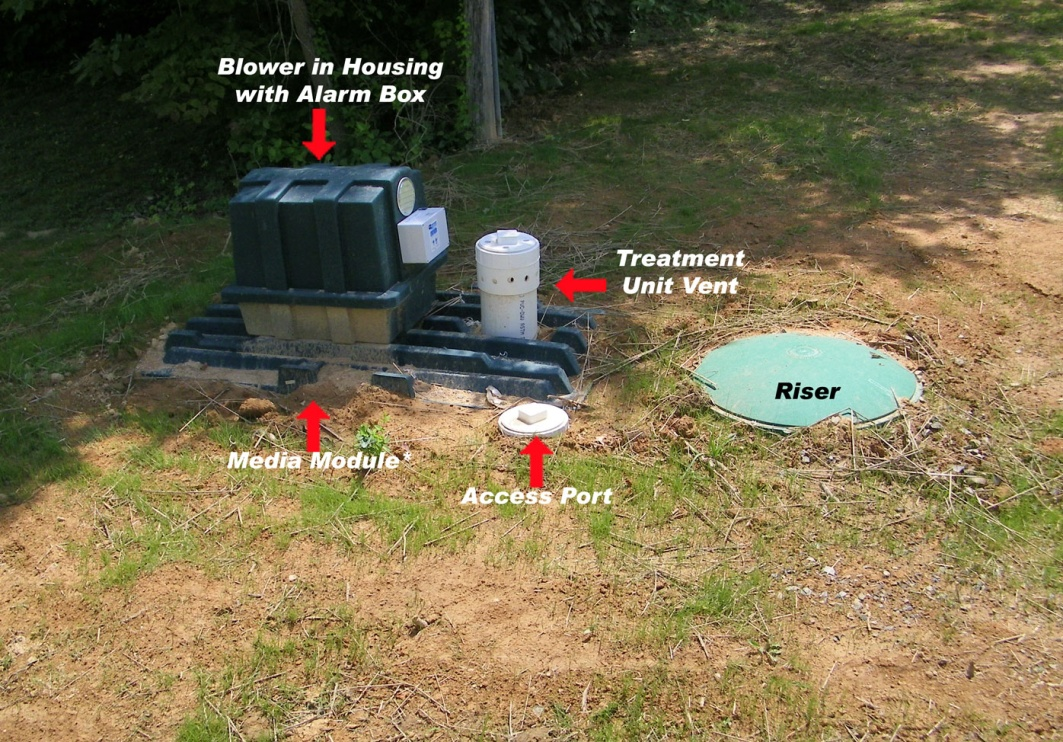 Blower in Housing
with Alarm Box
Treatment
Unit Vent
Riser
Media Module*
Access Port